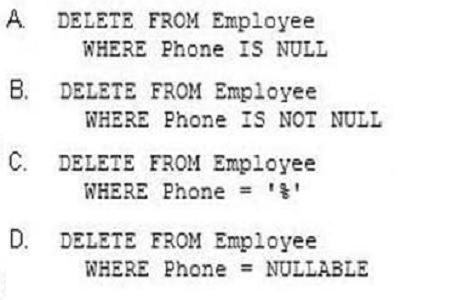 A. DELETE FROM Employee
WHERE Phone IS NULL
B. DELETE FROM Employee
WHERE Phone IS NOT NULL
C. DELETE FROM Employee
WHERE Phone = '%'
D. DELETE FROM Employee
WHERE Phone = NULLABLE